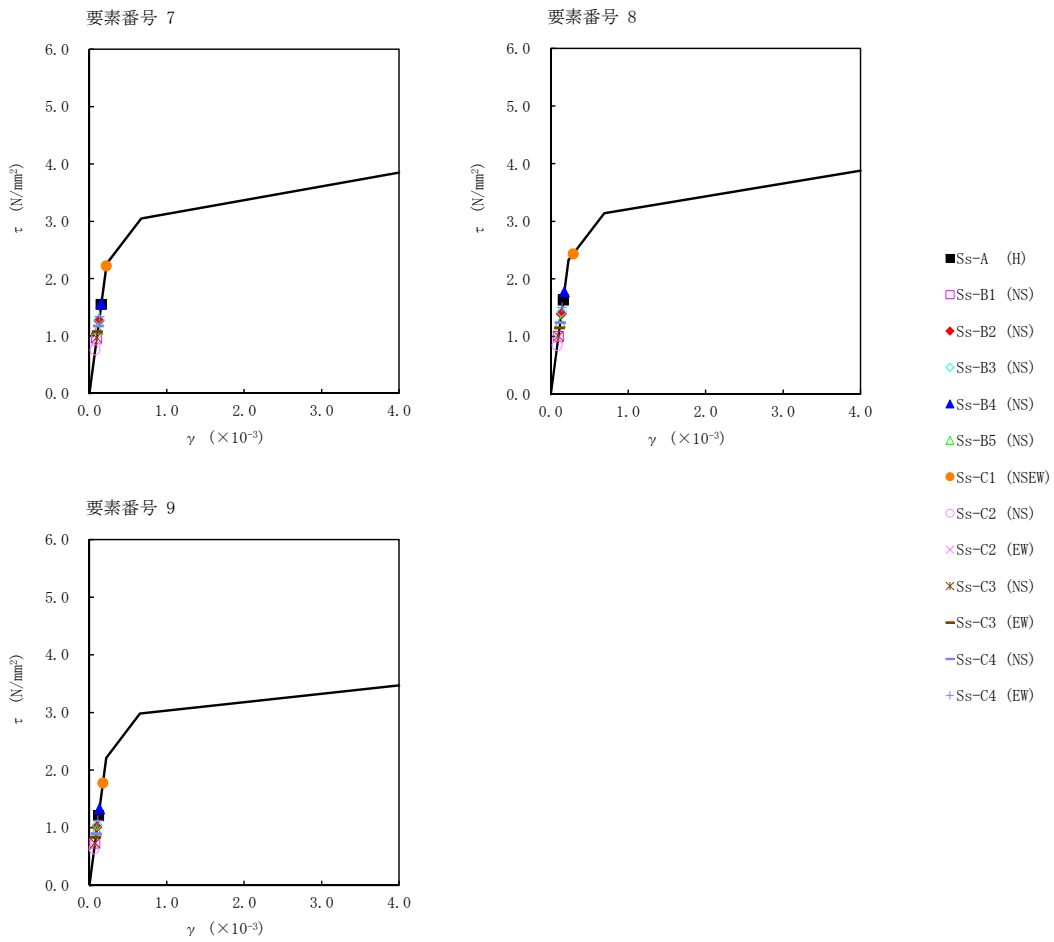 要素番号 7
6.0
5.0
4.0
3.0
2.0
1.0
0.0
τ (N/mm²)
0.0 1.0 2.0 3.0 4.0
γ (×10⁻³)
要素番号 8
6.0
5.0
4.0
3.0
2.0
1.0
0.0
τ (N/mm²)
0.0 1.0 2.0 3.0 4.0
γ (×10⁻³)
要素番号 9
6.0
5.0
4.0
3.0
2.0
1.0
0.0
τ (N/mm²)
0.0 1.0 2.0 3.0 4.0
γ (×10⁻³)
Ss-A (H)
Ss-B1 (NS)
Ss-B2 (NS)
Ss-B3 (NS)
Ss-B4 (NS)
Ss-B5 (NS)
Ss-C1 (NSEW)
Ss-C2 (NS)
Ss-C2 (EW)
Ss-C3 (NS)
Ss-C3 (EW)
Ss-C4 (NS)
Ss-C4 (EW)